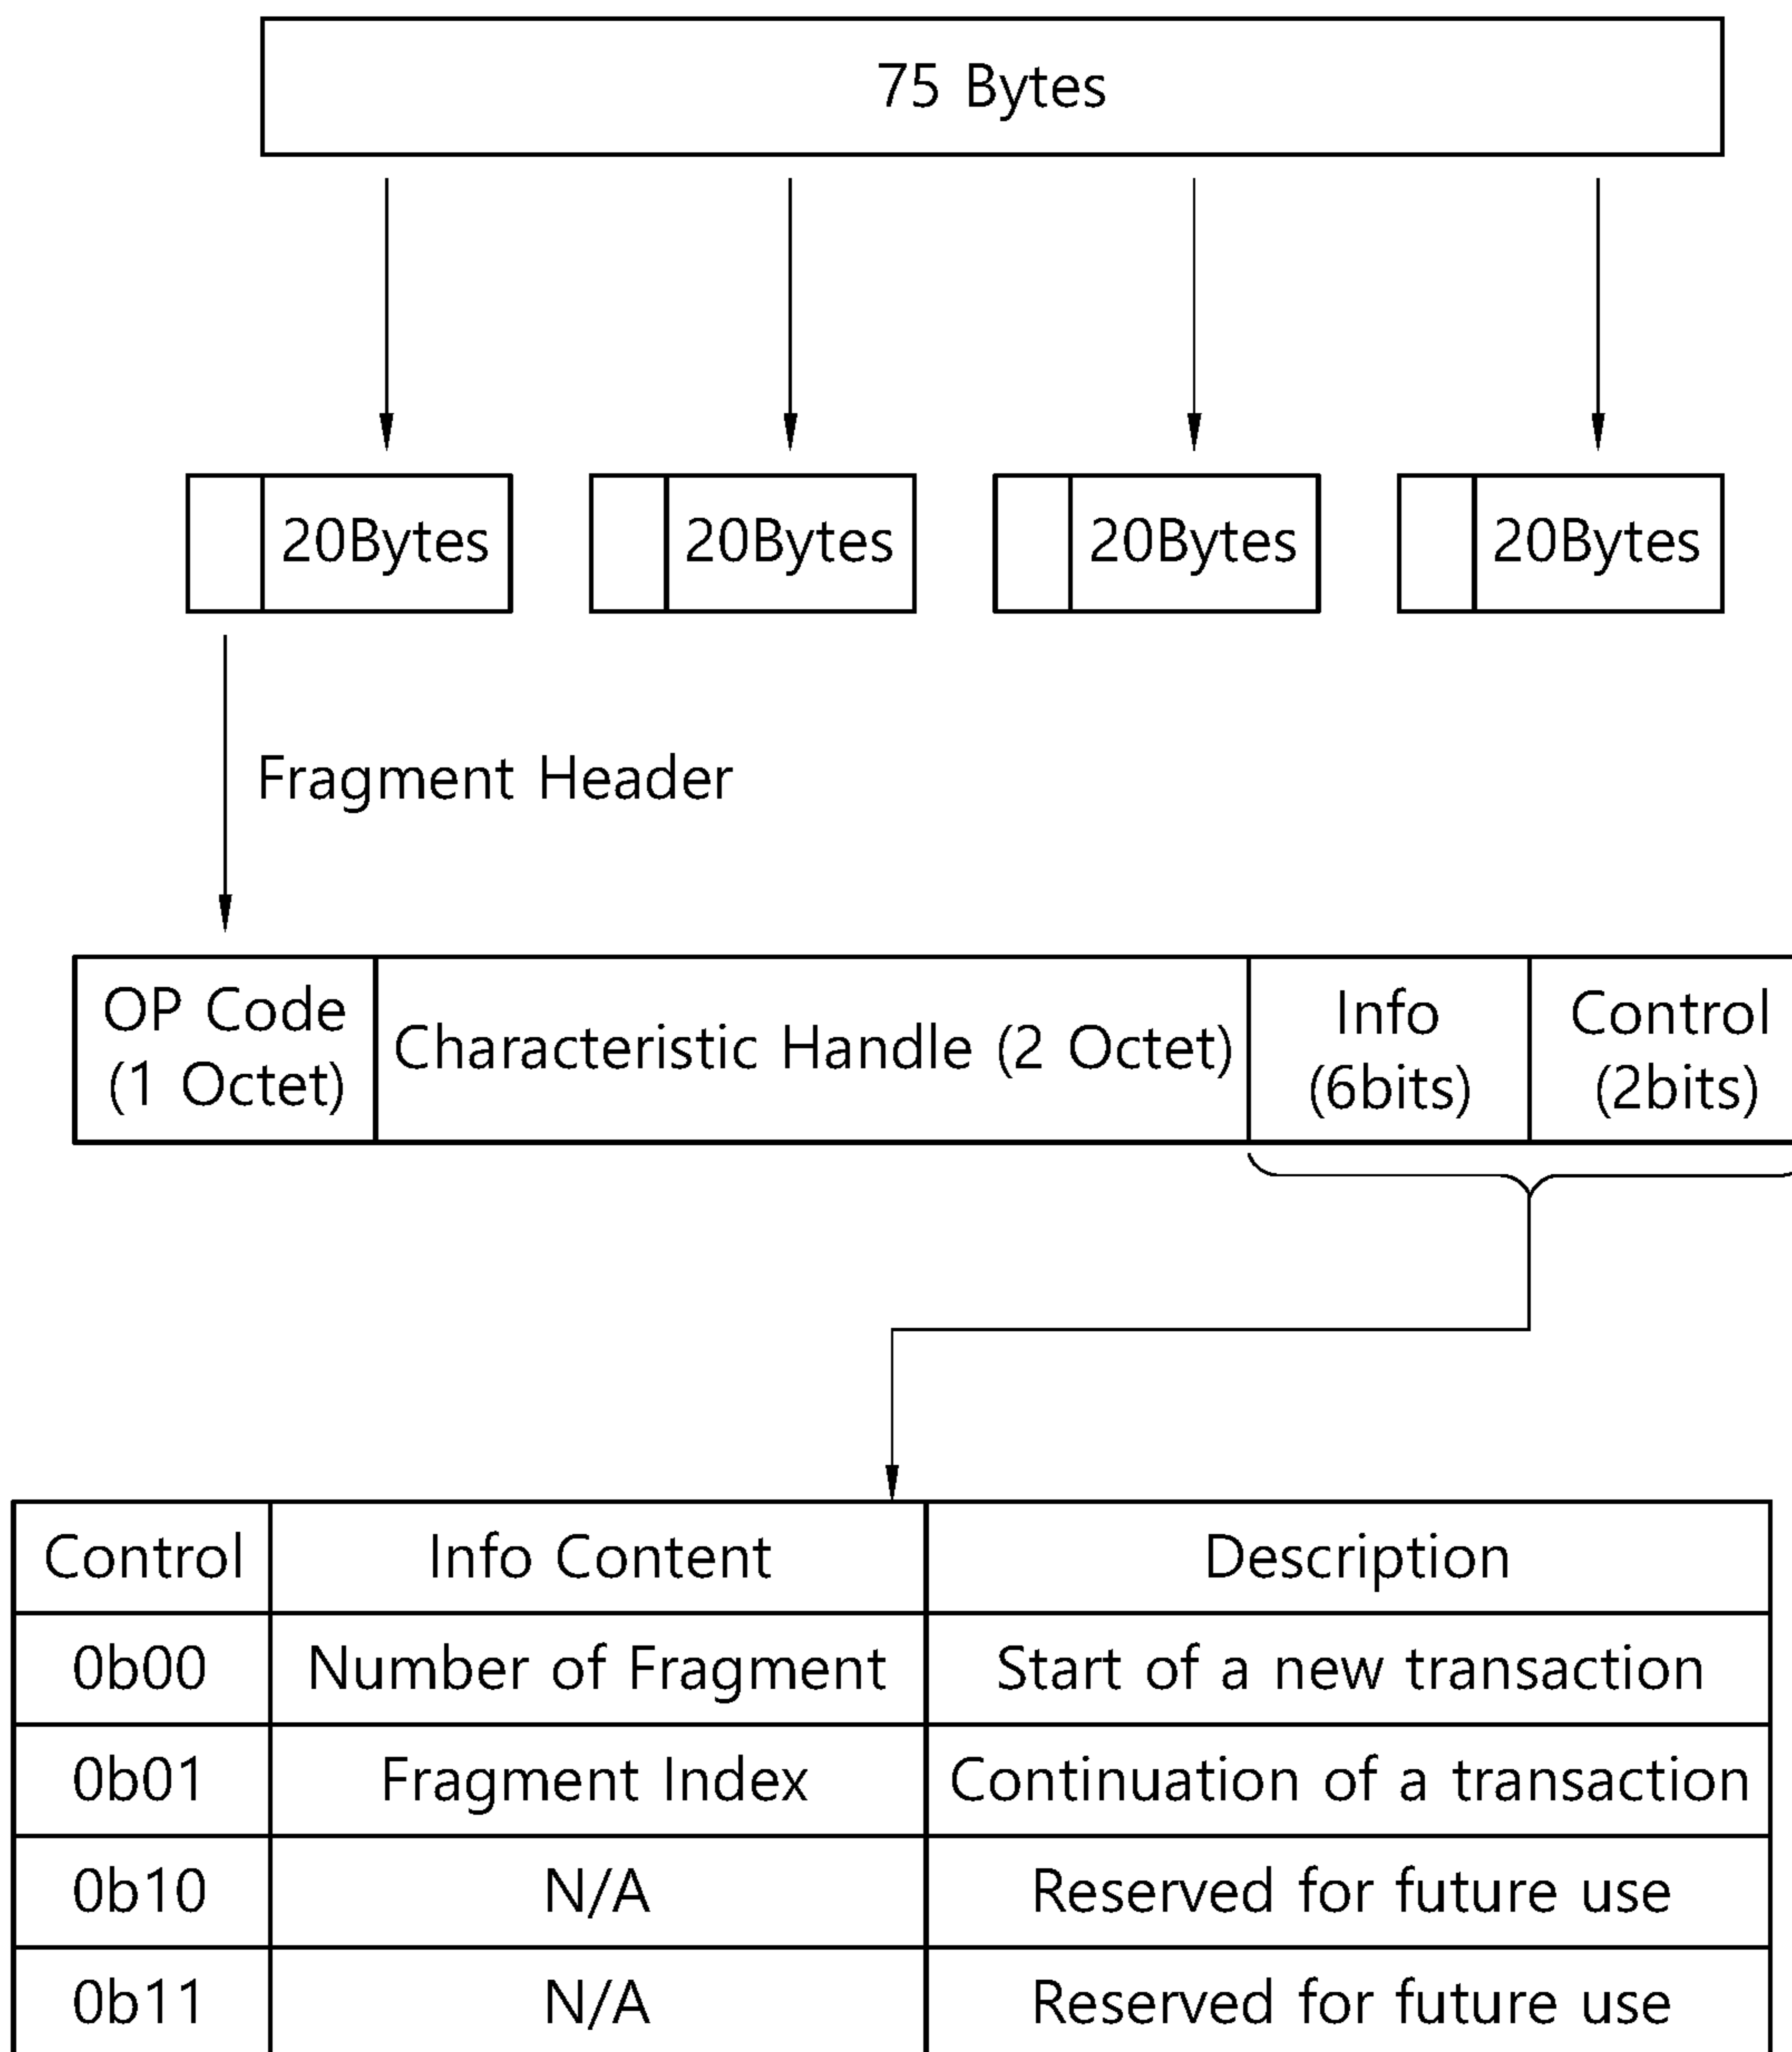 75 Bytes
20Bytes 20Bytes 20Bytes 20Bytes
Fragment Header
OP Code
(1 Octet)
Characteristic Handle (2 Octet)
Info
(6bits)
Control
(2bits)
Control Info Content Description
0b00 Number of Fragment Start of a new transaction
0b01 Fragment Index Continuation of a transaction
0b10 N/A Reserved for future use
0b11 N/A Reserved for future use